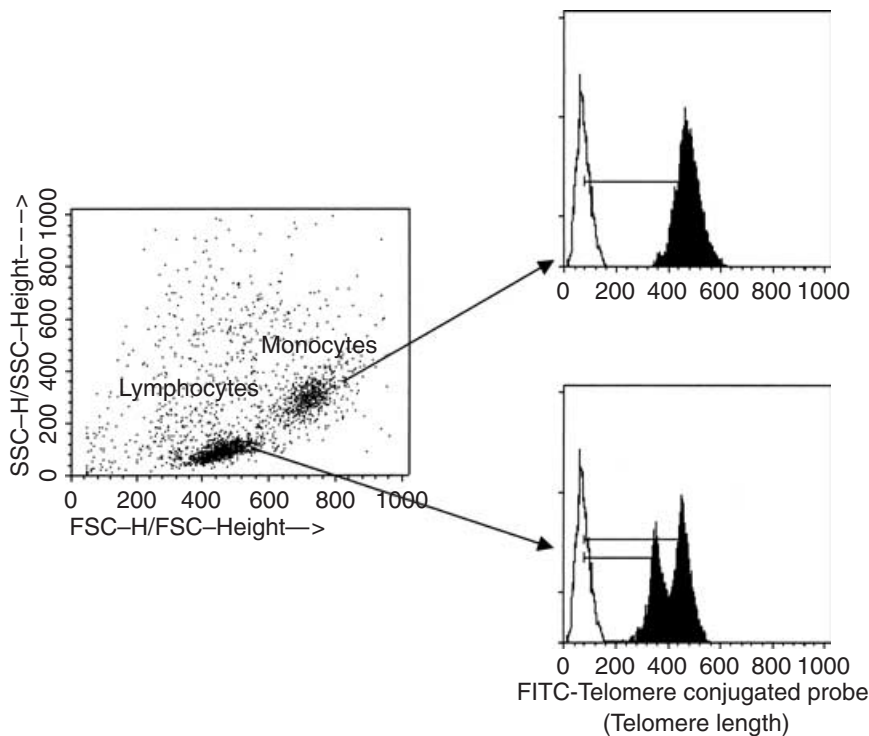 SSC–H/SSC–Height–––>
1000
800
600
400
200
0
Monocytes
Lymphocytes
0 200 400 600 800 1000
FSC–H/FSC–Height—>
0 200 400 600 800 1000
0 200 400 600 800 1000
FITC-Telomere conjugated probe
(Telomere length)